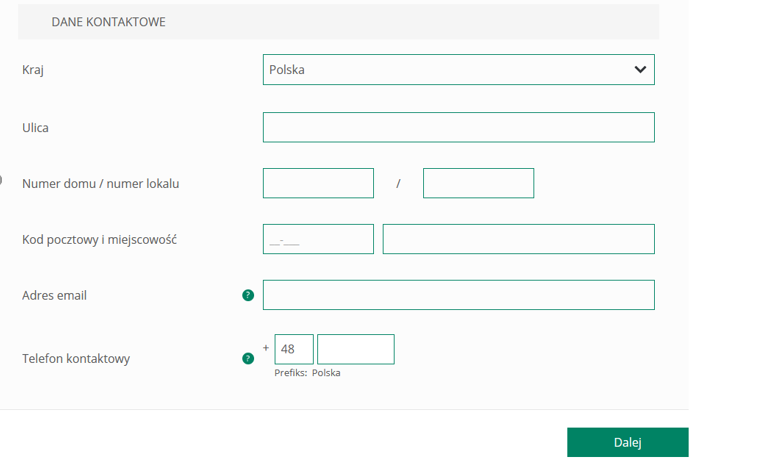 DANE KONTAKTOWE
Kraj
Polska
Ulica
Numer domu / numer lokalu
/
Kod pocztowy i miejscowość
__-___
Adres email
?
Telefon kontaktowy
?
+ 48
Prefiks: Polska
Dalej